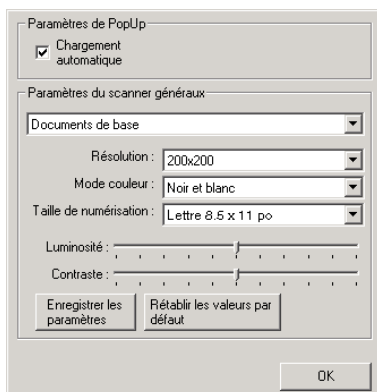 Paramètres de PopUp
Chargement
automatique
Paramètres du scanner généraux
Documents de base
Résolution : 200x200
Mode couleur : Noir et blanc
Taille de numérisation : Lettre 8.5 x 11 po
Luminosité :
Contraste :
Enregistrer les
paramètres
Rétablir les valeurs par
défaut
OK